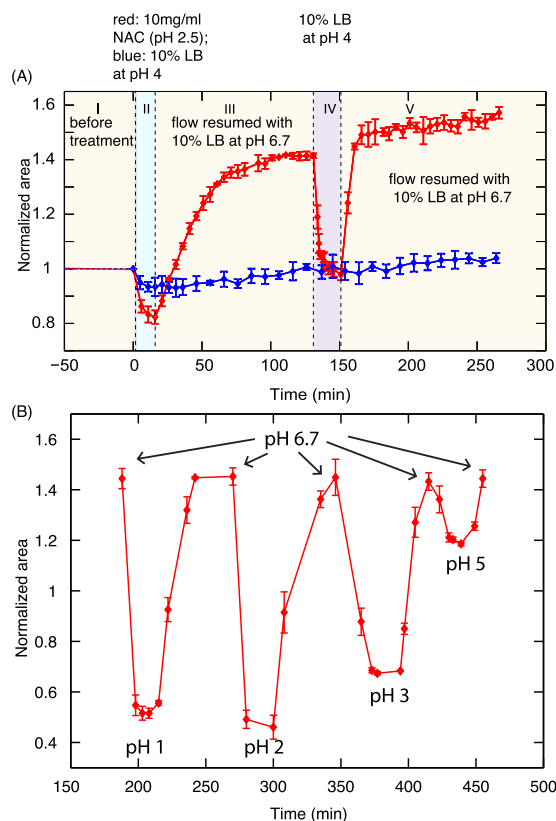 red: 10mg/ml
NAC (pH 2.5);
blue: 10% LB
at pH 4
10% LB
at pH 4
(A)
1.6
1.4
1.2
1
0.8
Normalized area
I
II
III
IV
V
before
treatment
flow resumed with
10% LB at pH 6.7
flow resumed with
10% LB at pH 6.7
−50 0 50 100 150 200 250 300
Time (min)
(B)
1.6
1.4
1.2
1
0.8
0.6
0.4
Normalized area
pH 6.7
pH 5
pH 3
pH 1
pH 2
150 200 250 300 350 400 450 500
Time (min)